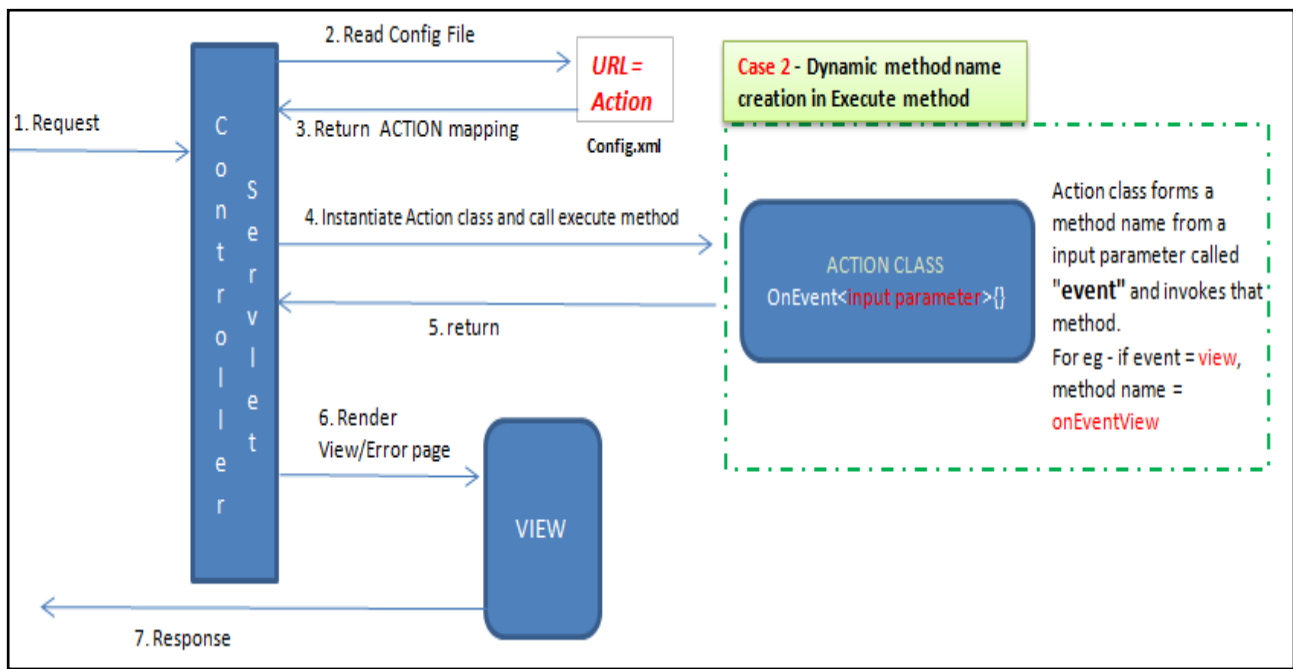 2. Read Config File
URL=
Action
Config.xml
Case 2 - Dynamic method name
creation in Execute method
1. Request
3. Return ACTION mapping
Controller
Servlet
4. Instantiate Action class and call execute method
ACTION CLASS
OnEvent<input parameter>{}
Action class forms a
method name from a
input parameter called
"event" and invokes that
method.
For eg - if event = view,
method name =
onEventView
5. return
6. Render
View/Error page
VIEW
7. Response